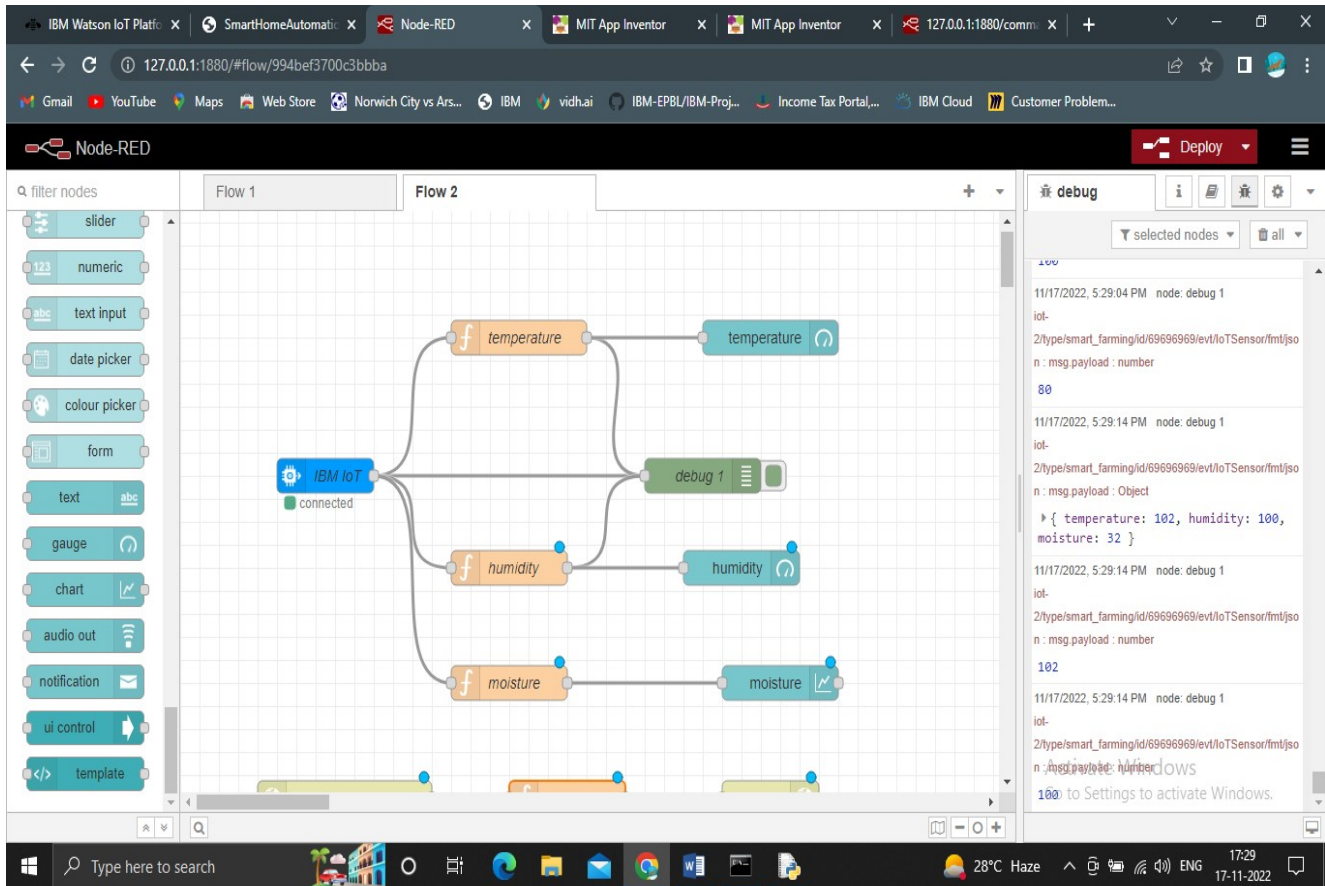 IBM Watson IoT Platfo
SmartHomeAutomatic
Node-RED
MIT App Inventor
MIT App Inventor
127.0.0.1:1880/comma
127.0.0.1:1880/#flow/994bef3700c3bbba
Gmail
YouTube
Maps
Web Store
Norwich City vs Ars...
IBM
vidh.ai
IBM-EPBL/IBM-Proj...
Income Tax Portal,...
IBM Cloud
Customer Problem...
Node-RED
Deploy
filter nodes
Flow 1
Flow 2
debug
i
selected nodes
all
slider
123 numeric
abc text input
date picker
colour picker
form
text abc
gauge
chart
audio out
notification
ui control
</> template
f temperature
temperature
IBM IoT
connected
debug 1
f humidity
humidity
f moisture
moisture
100
11/17/2022, 5:29:04 PM node: debug 1
iot-
2/type/smart_farming/id/69696969/evt/IoTSensor/fmt/jso
n : msg.payload : number
80
11/17/2022, 5:29:14 PM node: debug 1
iot-
2/type/smart_farming/id/69696969/evt/IoTSensor/fmt/jso
n : msg.payload : Object
{ temperature: 102, humidity: 100,
moisture: 32 }
11/17/2022, 5:29:14 PM node: debug 1
iot-
2/type/smart_farming/id/69696969/evt/IoTSensor/fmt/jso
n : msg.payload : number
102
11/17/2022, 5:29:14 PM node: debug 1
iot-
2/type/smart_farming/id/69696969/evt/IoTSensor/fmt/jso
n : msg.payload : number
100
Activate Windows
Go to Settings to activate Windows.
Type here to search
28°C Haze
ENG
17:29
17-11-2022